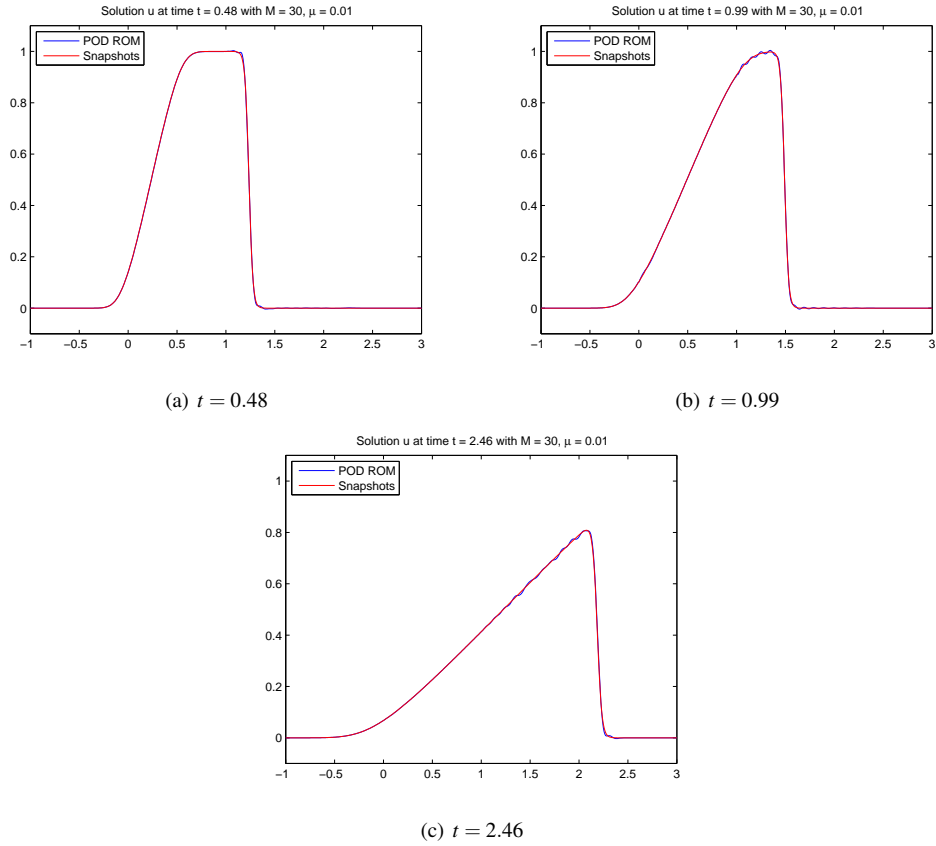 Solution u at time t = 0.48 with M = 30, μ = 0.01
POD ROM
Snapshots
1
0.8
0.6
0.4
0.2
0
−1 −0.5 0 0.5 1 1.5 2 2.5 3
(a) t = 0.48
Solution u at time t = 0.99 with M = 30, μ = 0.01
POD ROM
Snapshots
1
0.8
0.6
0.4
0.2
0
−1 −0.5 0 0.5 1 1.5 2 2.5 3
(b) t = 0.99
Solution u at time t = 2.46 with M = 30, μ = 0.01
POD ROM
Snapshots
1
0.8
0.6
0.4
0.2
0
−1 −0.5 0 0.5 1 1.5 2 2.5 3
(c) t = 2.46